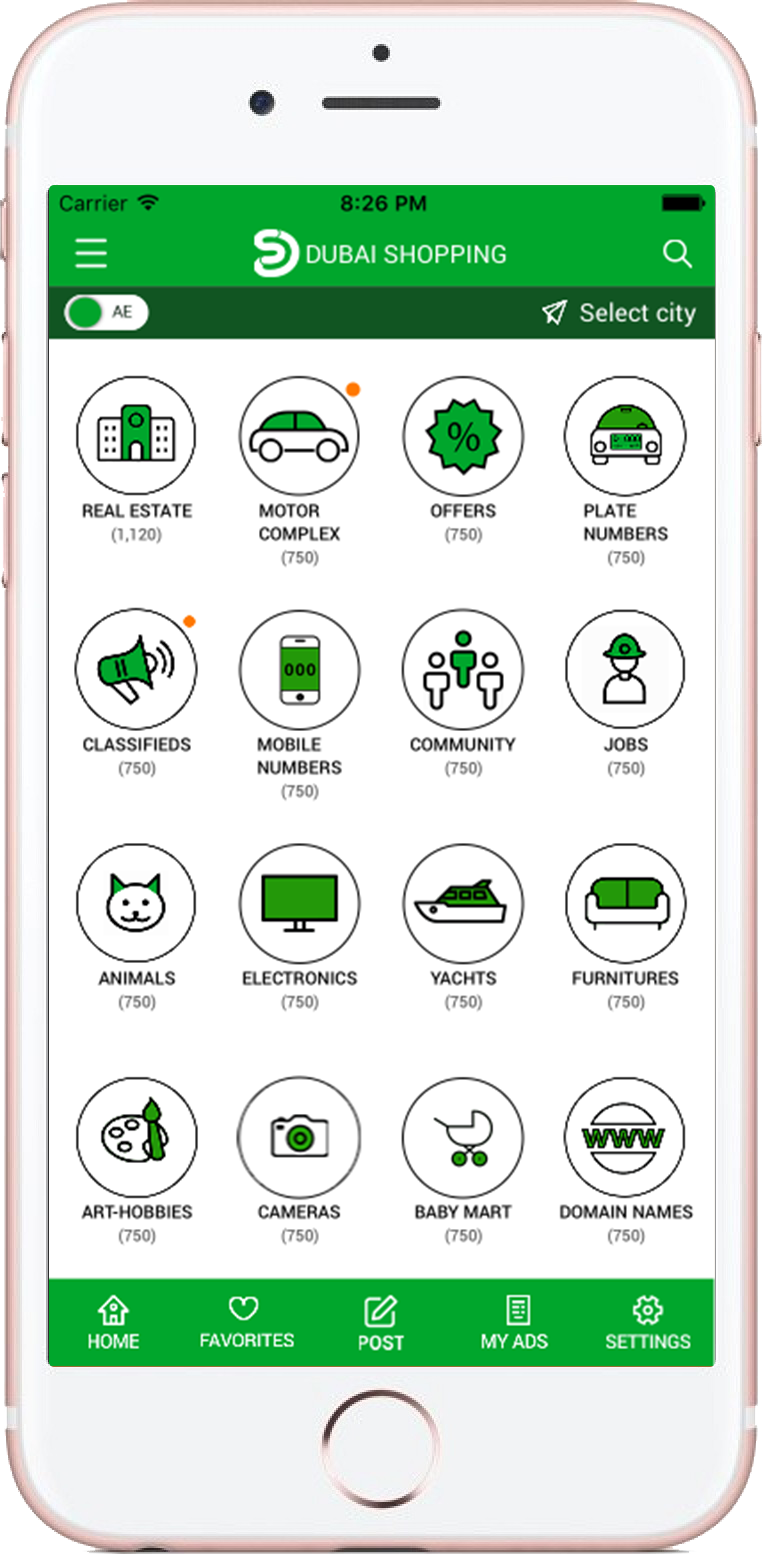 Carrier 8:26 PM
DUBAI SHOPPING
AE Select city
%
REAL ESTATE
(1,120)
MOTOR
COMPLEX
(750)
OFFERS
(750)
PLATE
NUMBERS
(750)
000
CLASSIFIEDS
(750)
MOBILE
NUMBERS
(750)
COMMUNITY
(750)
JOBS
(750)
ANIMALS
(750)
ELECTRONICS
(750)
YACHTS
(750)
FURNITURES
(750)
WWW
ART-HOBBIES
(750)
CAMERAS
(750)
BABY MART
(750)
DOMAIN NAMES
(750)
HOME FAVORITES POST MY ADS SETTINGS